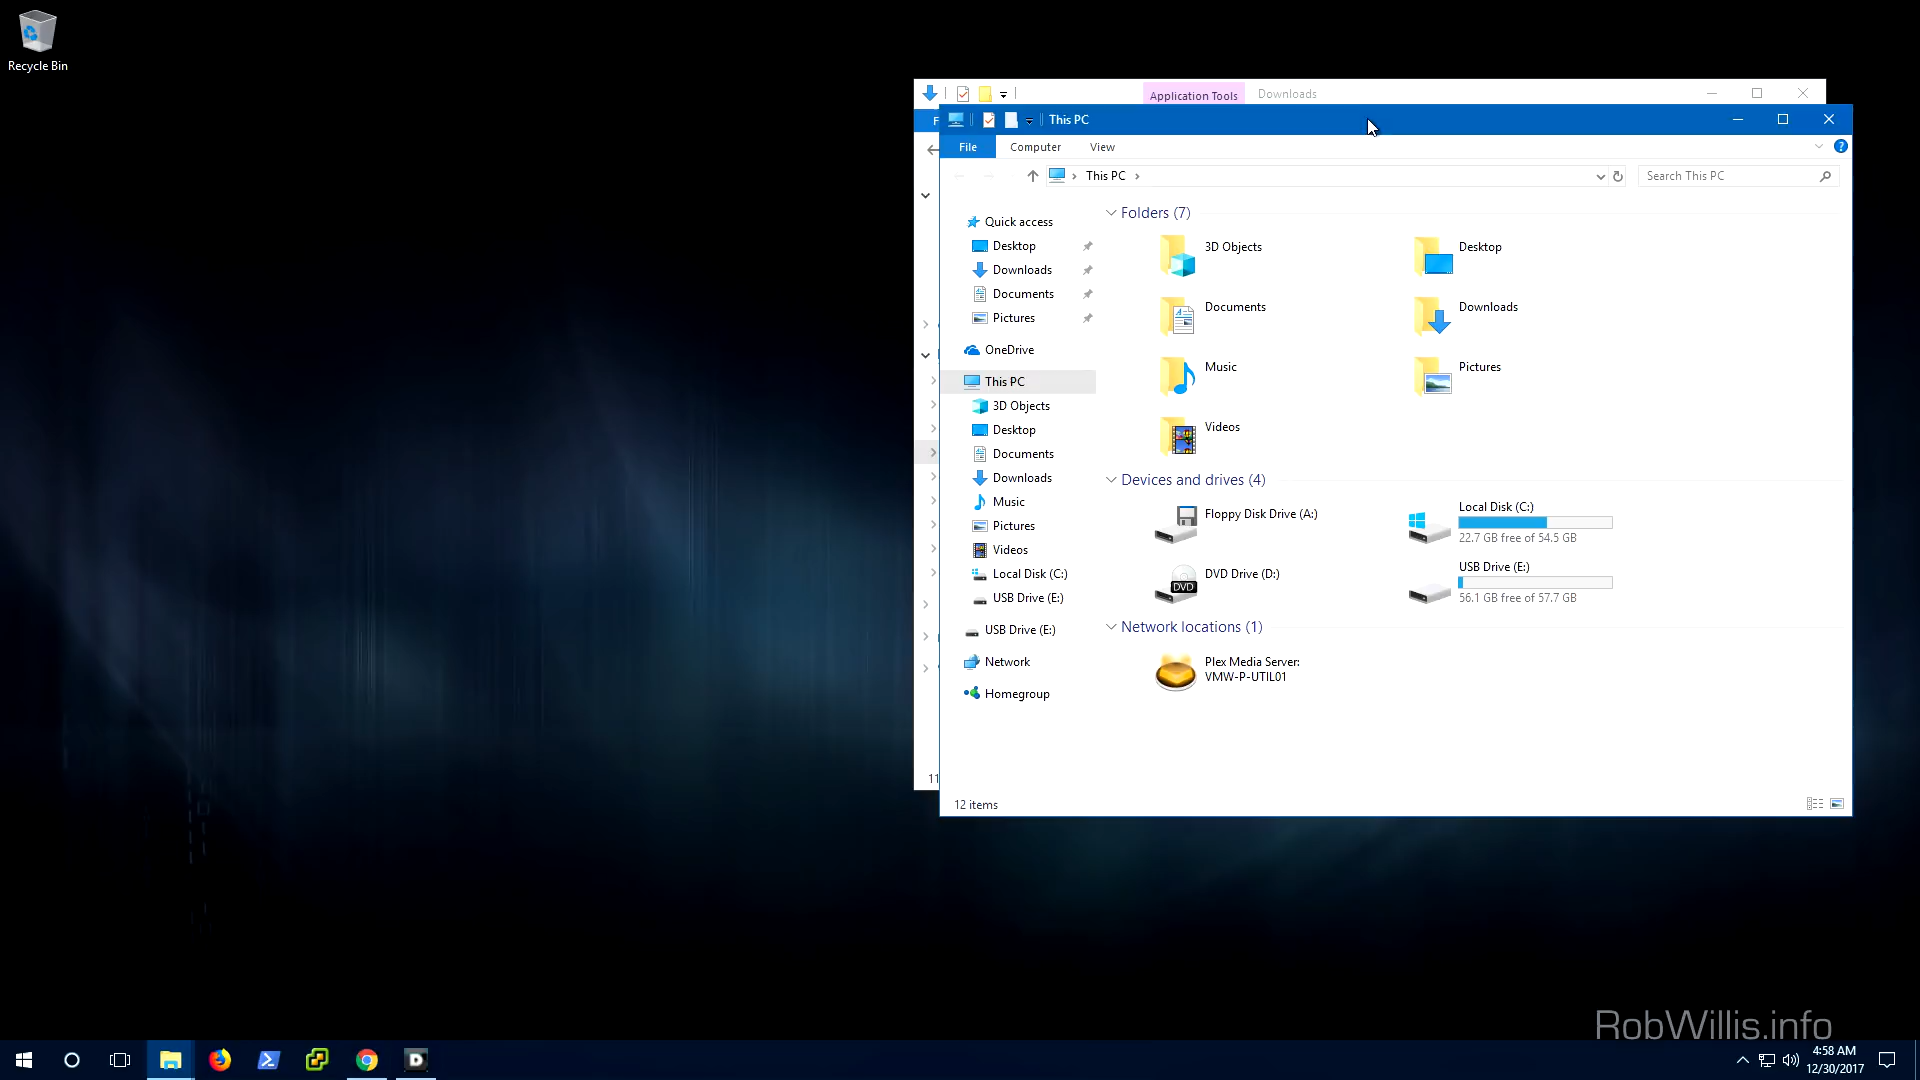 Recycle Bin
Application Tools
Downloads
This PC
File
Computer
View
This PC
Search This PC
Quick access
Desktop
Downloads
Documents
Pictures
OneDrive
This PC
3D Objects
Desktop
Documents
Downloads
Music
Pictures
Videos
Local Disk (C:)
USB Drive (E:)
USB Drive (E:)
Network
Homegroup
Folders (7)
3D Objects
Desktop
Documents
Downloads
Music
Pictures
Videos
Devices and drives (4)
Floppy Disk Drive (A:)
Local Disk (C:)
22.7 GB free of 54.5 GB
DVD Drive (D:)
DVD
USB Drive (E:)
56.1 GB free of 57.7 GB
Network locations (1)
Plex Media Server:
VMW-P-UTIL01
12 items
RobWillis.info
4:58 AM
12/30/2017